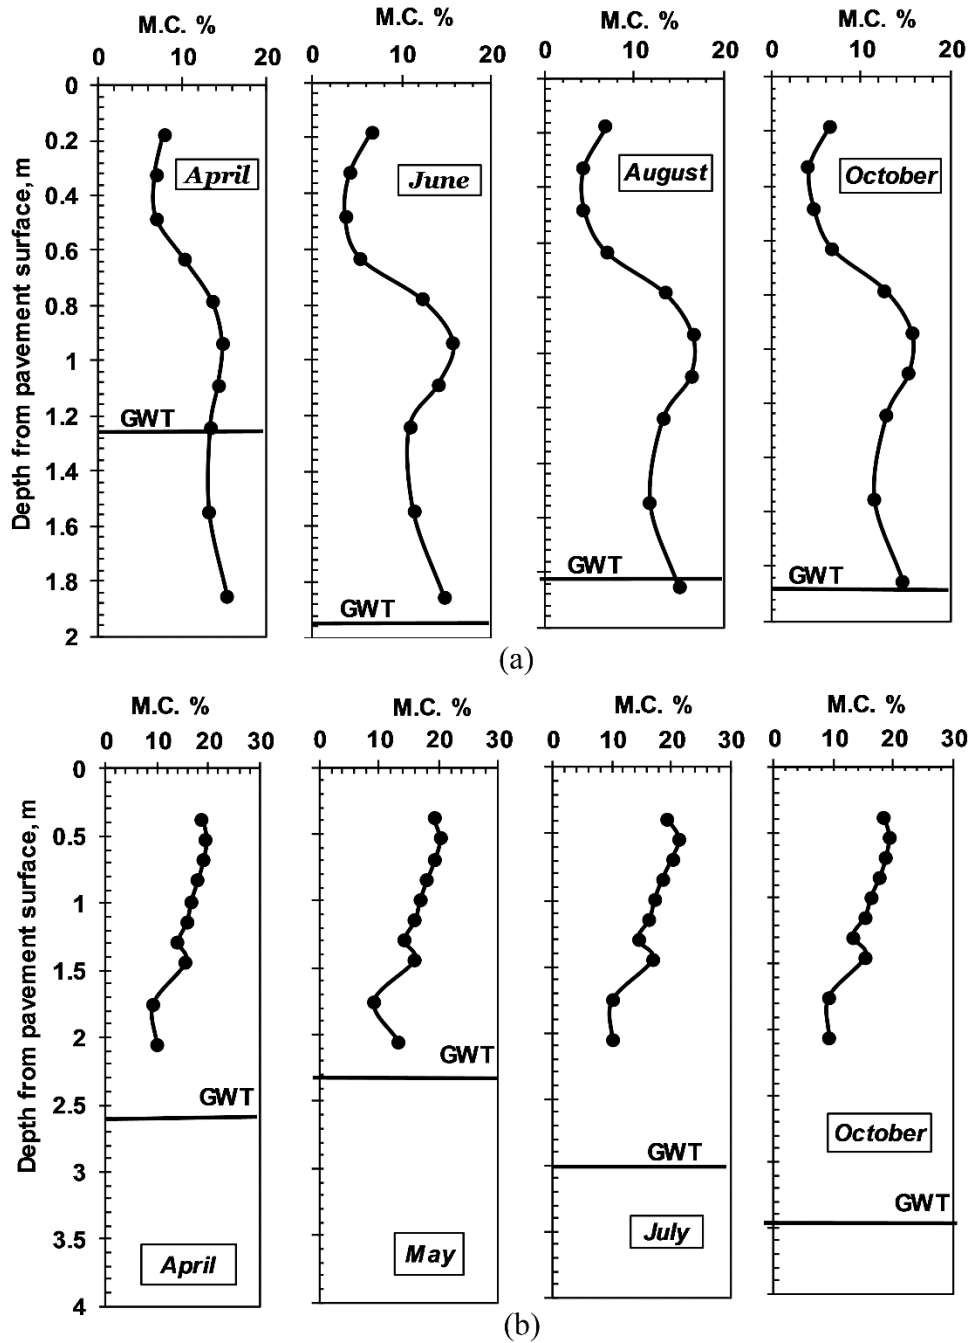 M.C. % M.C. % M.C. % M.C. %
0 10 20 0 10 20 0 10 20 0 10 20
0
0.2
0.4
0.6
0.8
1
1.2
1.4
1.6
1.8
2
Depth from pavement surface, m
April June August October
GWT
GWT GWT GWT
(a)
M.C. % M.C. % M.C. % M.C. %
0 10 20 30 0 10 20 30 0 10 20 30 0 10 20 30
0
0.5
1
1.5
2
2.5
3
3.5
4
Depth from pavement surface, m
GWT GWT GWT GWT
April May July October
(b)